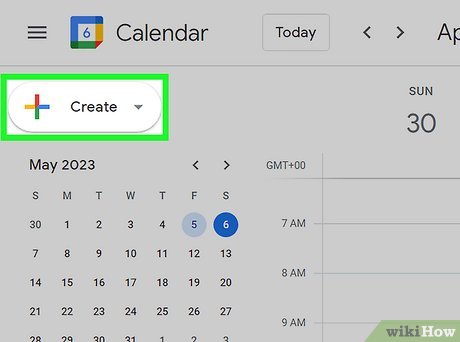 6 Calendar Today Ap
Create
SUN
30
May 2023
GMT+00
S M T W T F S
30 1 2 3 4 5 6
7 AM
7 8 9 10 11 12 13
14 15 16 17 18 19 20
8 AM
21 22 23 24 25 26 27
9 AM
28 29 30 31 1 2 3
wikiHow